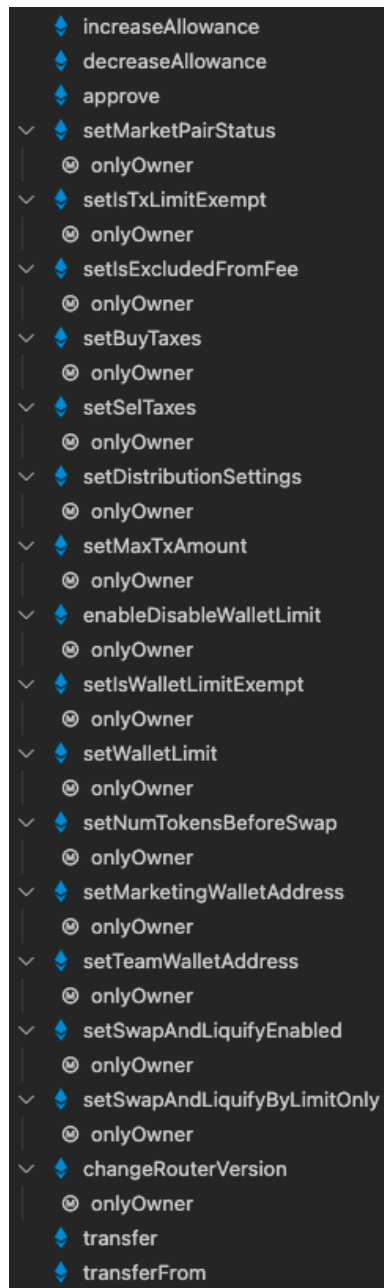 increaseAllowance
decreaseAllowance
approve
setMarketPairStatus
onlyOwner
setIsTxLimitExempt
onlyOwner
setIsExcludedFromFee
onlyOwner
setBuyTaxes
onlyOwner
setSelTaxes
onlyOwner
setDistributionSettings
onlyOwner
setMaxTxAmount
onlyOwner
enableDisableWalletLimit
onlyOwner
setIsWalletLimitExempt
onlyOwner
setWalletLimit
onlyOwner
setNumTokensBeforeSwap
onlyOwner
setMarketingWalletAddress
onlyOwner
setTeamWalletAddress
onlyOwner
setSwapAndLiquifyEnabled
onlyOwner
setSwapAndLiquifyByLimitOnly
onlyOwner
changeRouterVersion
onlyOwner
transfer
transferFrom